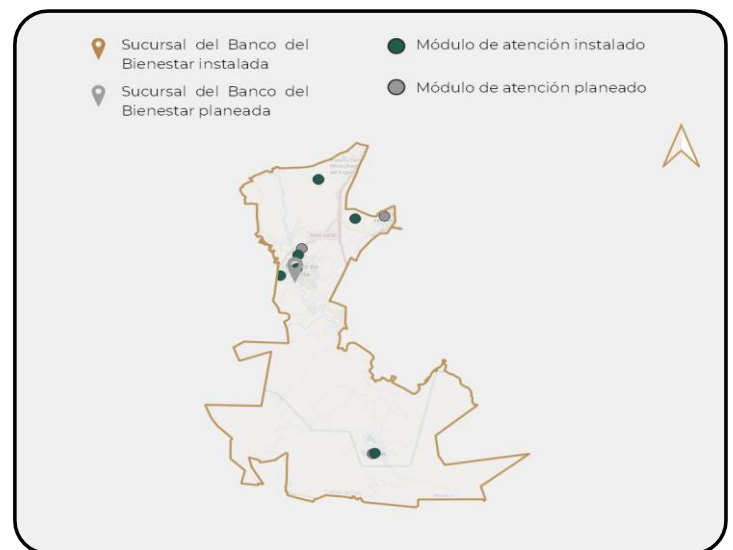 Sucursal del Banco del
Bienestar instalada
Módulo de atención instalado
Sucursal del Banco del
Bienestar planeada
Módulo de atención planeado